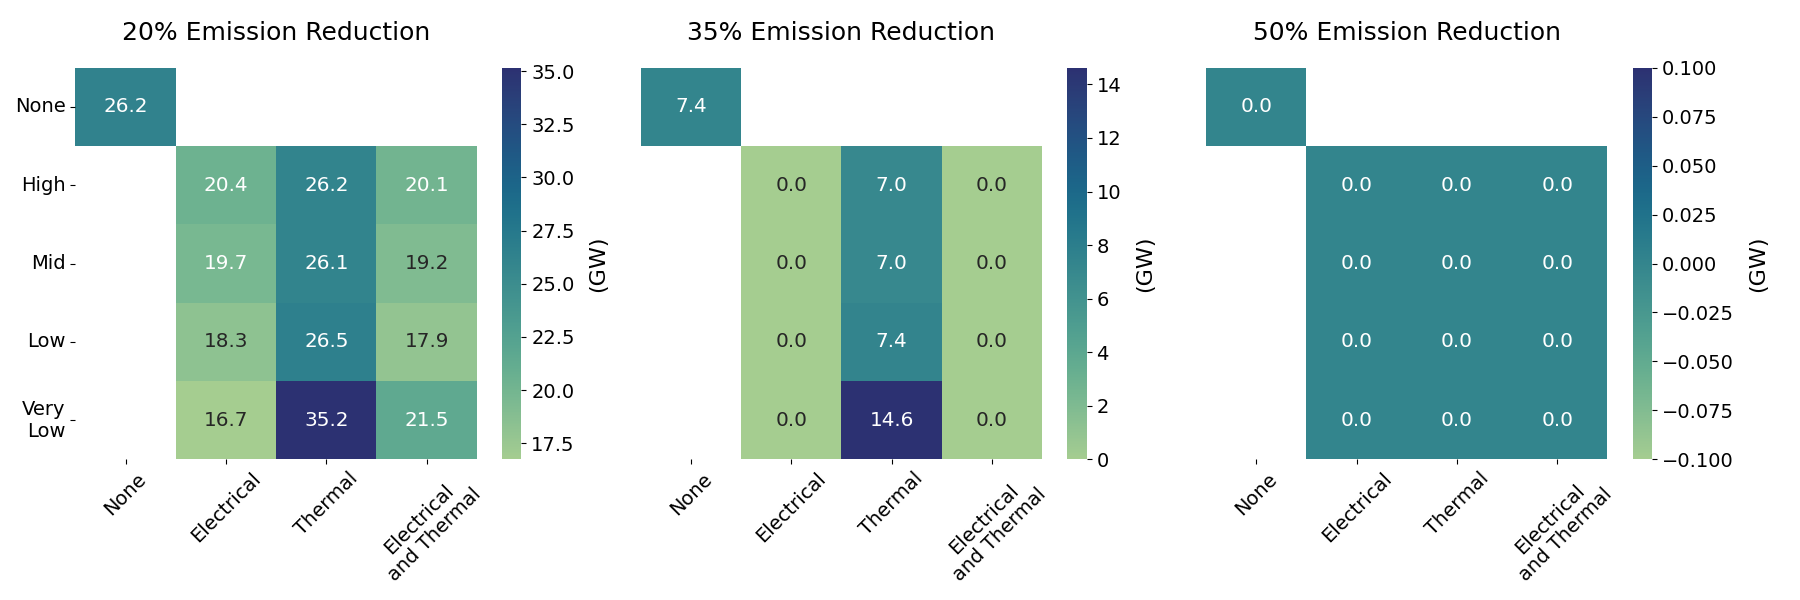 20% Emission Reduction
35% Emission Reduction
50% Emission Reduction
None
High
Mid
Low
Very
Low
26.2
20.4 26.2 20.1
19.7 26.1 19.2
18.3 26.5 17.9
16.7 35.2 21.5
35.0
32.5
30.0
27.5
25.0
22.5
20.0
17.5
(GW)
None
Electrical
Thermal
Electrical
and Thermal
7.4
0.0 7.0 0.0
0.0 7.0 0.0
0.0 7.4 0.0
0.0 14.6 0.0
14
12
10
8
6
4
2
0
(GW)
None
Electrical
Thermal
Electrical
and Thermal
0.0
0.0 0.0 0.0
0.0 0.0 0.0
0.0 0.0 0.0
0.0 0.0 0.0
0.100
0.075
0.050
0.025
0.000
−0.025
−0.050
−0.075
−0.100
(GW)
None
Electrical
Thermal
Electrical
and Thermal